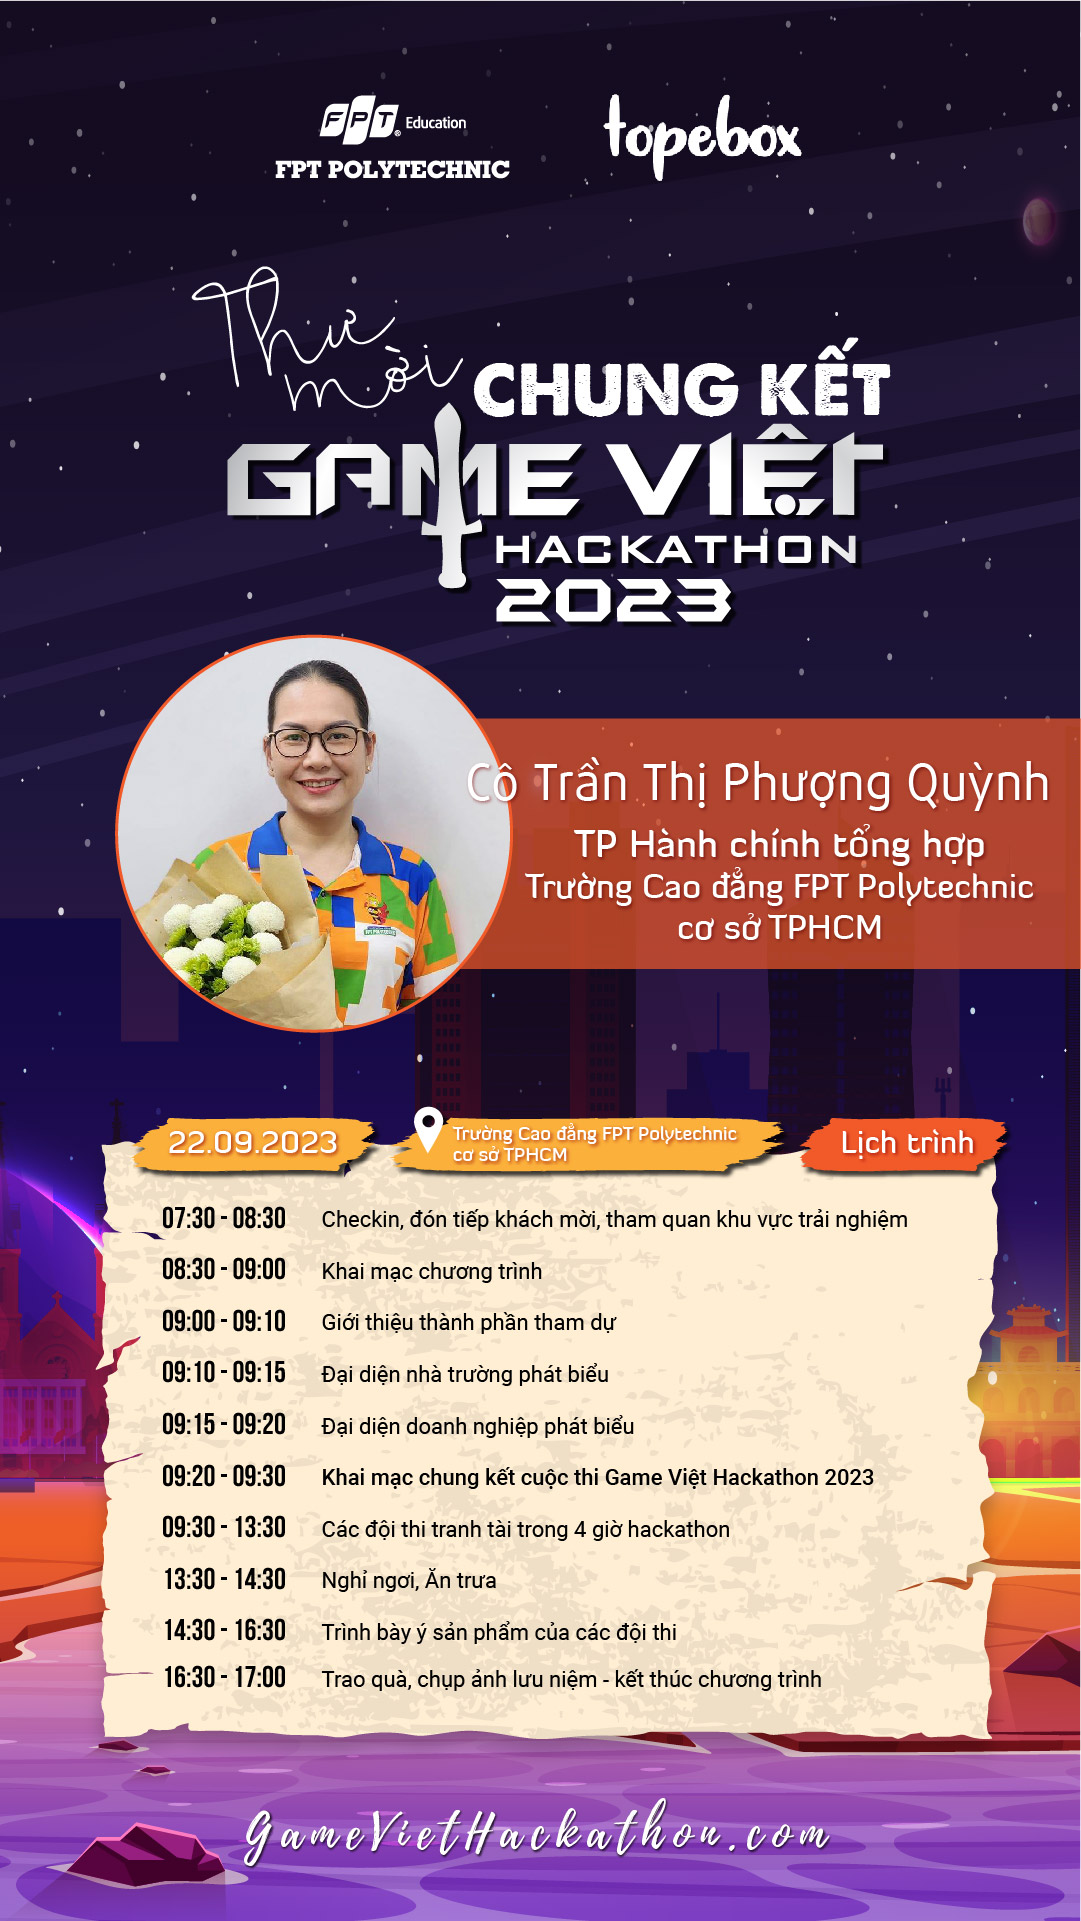 FPT Education
FPT POLYTECHNIC
topebox
Thư mời
CHUNG KẾT
GAME VIỆT
HACKATHON
2023
Cô Trần Thị Phượng Quỳnh
TP Hành chính tổng hợp
Trường Cao đẳng FPT Polytechnic
cơ sở TPHCM
22.09.2023
Trường Cao đẳng FPT Polytechnic
cơ sở TPHCM
Lịch trình
07:30 - 08:30 Checkin, đón tiếp khách mời, tham quan khu vực trải nghiệm
08:30 - 09:00 Khai mạc chương trình
09:00 - 09:10 Giới thiệu thành phần tham dự
09:10 - 09:15 Đại diện nhà trường phát biểu
09:15 - 09:20 Đại diện doanh nghiệp phát biểu
09:20 - 09:30 Khai mạc chung kết cuộc thi Game Việt Hackathon 2023
09:30 - 13:30 Các đội thi tranh tài trong 4 giờ hackathon
13:30 - 14:30 Nghỉ ngơi, Ăn trưa
14:30 - 16:30 Trình bày ý sản phẩm của các đội thi
16:30 - 17:00 Trao quà, chụp ảnh lưu niệm - kết thúc chương trình
GameVietHackathon.com